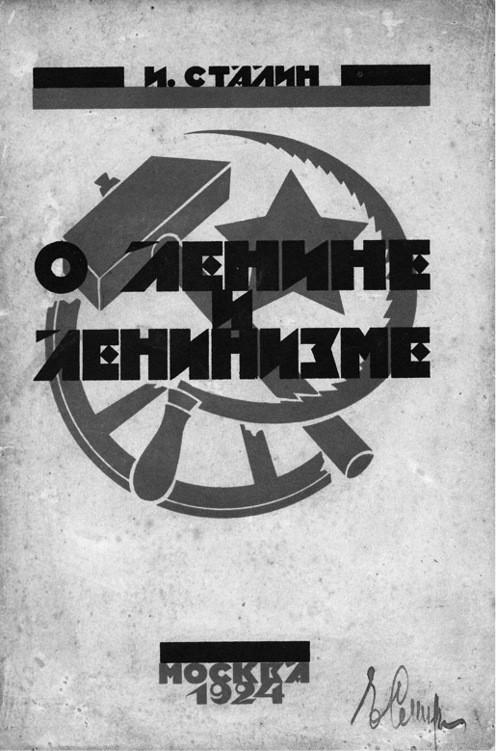 И. СТАЛИН
О ЛЕНИНЕ
И
ЛЕНИНИЗМЕ
МОСКВА
1924